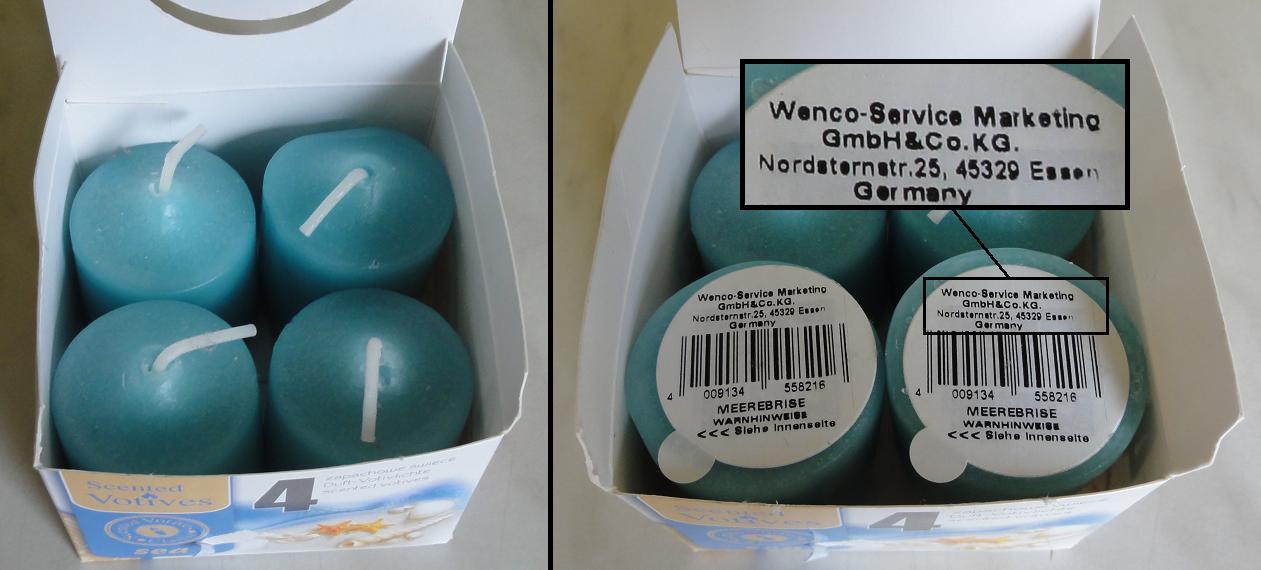 Scented
Votives
sea
4
zapachowe świece
Duft-Votivlichte
scented votives
Wenco-Service Marketing
GmbH&Co.KG.
Nordsternstr.25, 45329 Essen
Germany
Wenco-Service Marketing
GmbH&Co.KG.
Nordsternstr.25, 45329 Essen
Germany
4 009134 558216
MEEREBRISE
WARNHINWEISE
<<< Siehe Innenseite
Wenco-Service Marketing
GmbH&Co.KG.
Nordsternstr.25, 45329 Essen
Germany
4 009134 558216
MEEREBRISE
WARNHINWEISE
<<< Siehe Innenseite
Scented
Votives
4